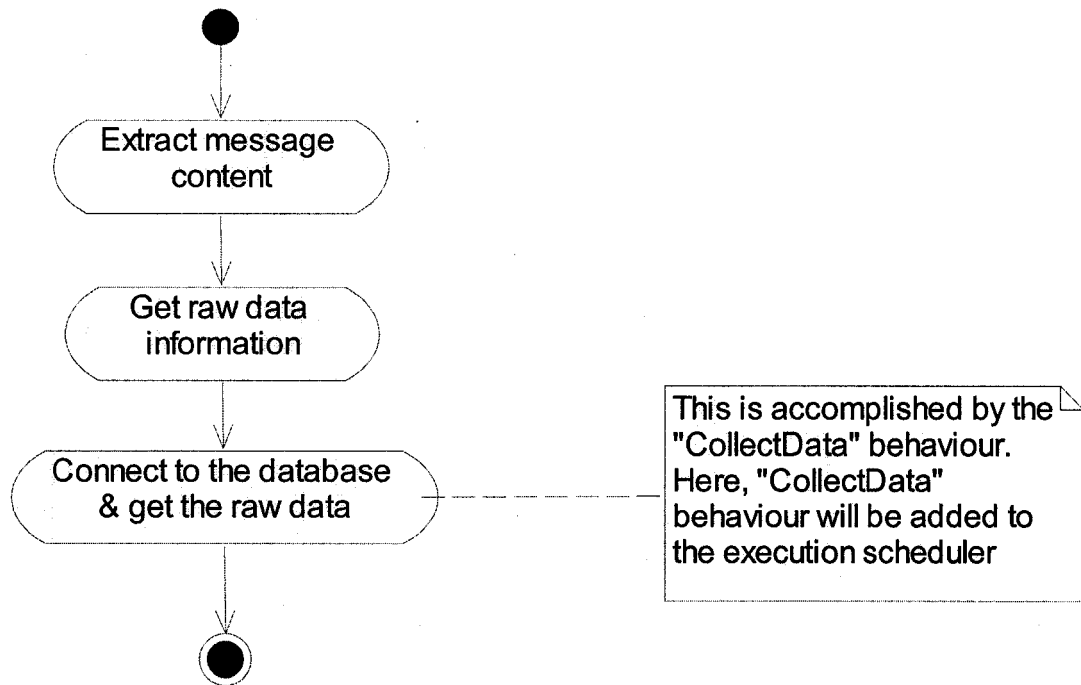 Extract message
content
Get raw data
information
Connect to the database
& get the raw data
This is accomplished by the
"CollectData" behaviour.
Here, "CollectData"
behaviour will be added to
the execution scheduler